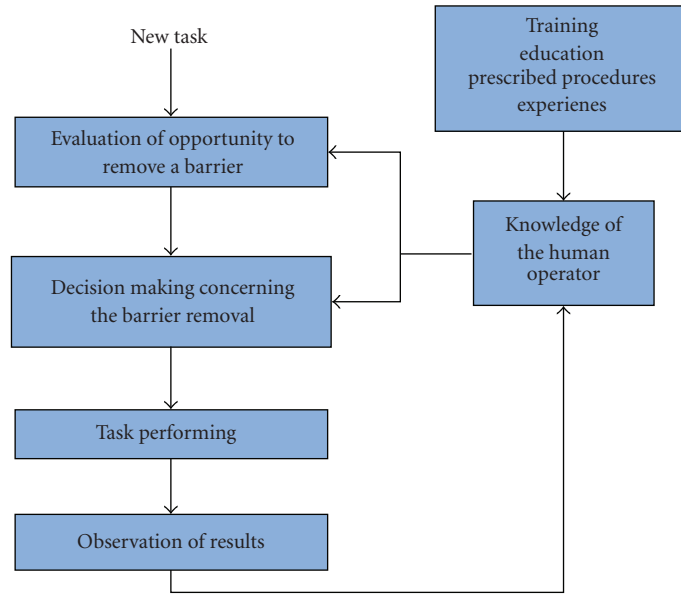 New task
Evaluation of opportunity to
remove a barrier
Decision making concerning
the barrier removal
Task performing
Observation of results
Training
education
prescribed procedures
experienes
Knowledge of
the human
operator